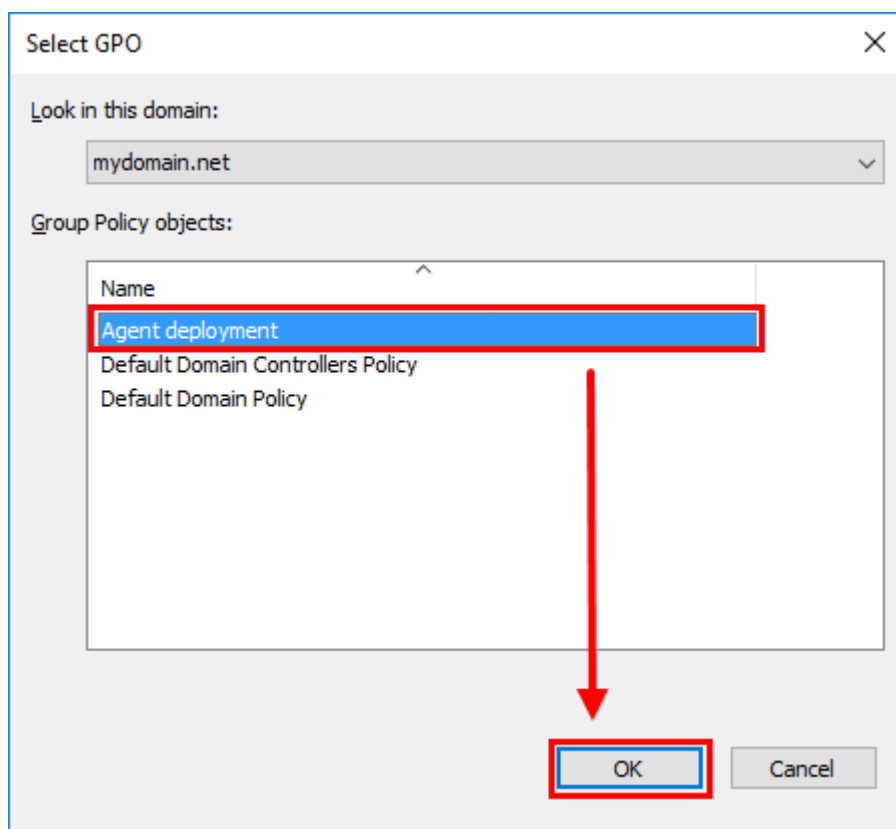 Select GPO
Look in this domain:
mydomain.net
Group Policy objects:
Name
Agent deployment
Default Domain Controllers Policy
Default Domain Policy
OK Cancel